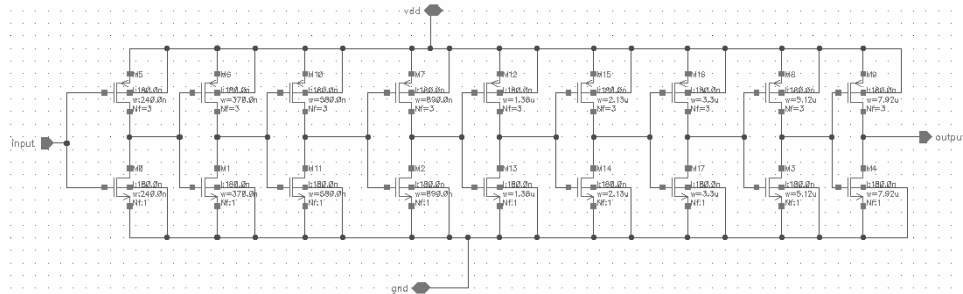 vdd
M5
l:180.0n
w=240.0n
Nf=3
M6
l:180.0n
w=370.0n
Nf=3
M10
l:180.0n
w=580.0n
Nf=3
M7
l:180.0n
w=890.0n
Nf=3
M12
l:180.0n
w=1.38u
Nf=3
M15
l:180.0n
w=2.13u
Nf=3
l:180.0n
w=3.3u
Nf=3
l:180.0n
w=5.12u
Nf=3
M9
l:180.0n
w=7.92u
Nf=3
input
output
M0
l:180.0n
w=240.0n
Nf:1
M1
l:180.0n
w=370.0n
Nf:1
M11
l:180.0n
w=580.0n
Nf:1
M2
l:180.0n
w=890.0n
Nf:1
M13
l:180.0n
w=1.38u
Nf:1
M14
l:180.0n
w=2.13u
Nf:1
M17
l:180.0n
w=3.3u
Nf:1
M3
l:180.0n
w=5.12u
Nf:1
M4
l:180.0n
w=7.92u
Nf:1
gnd